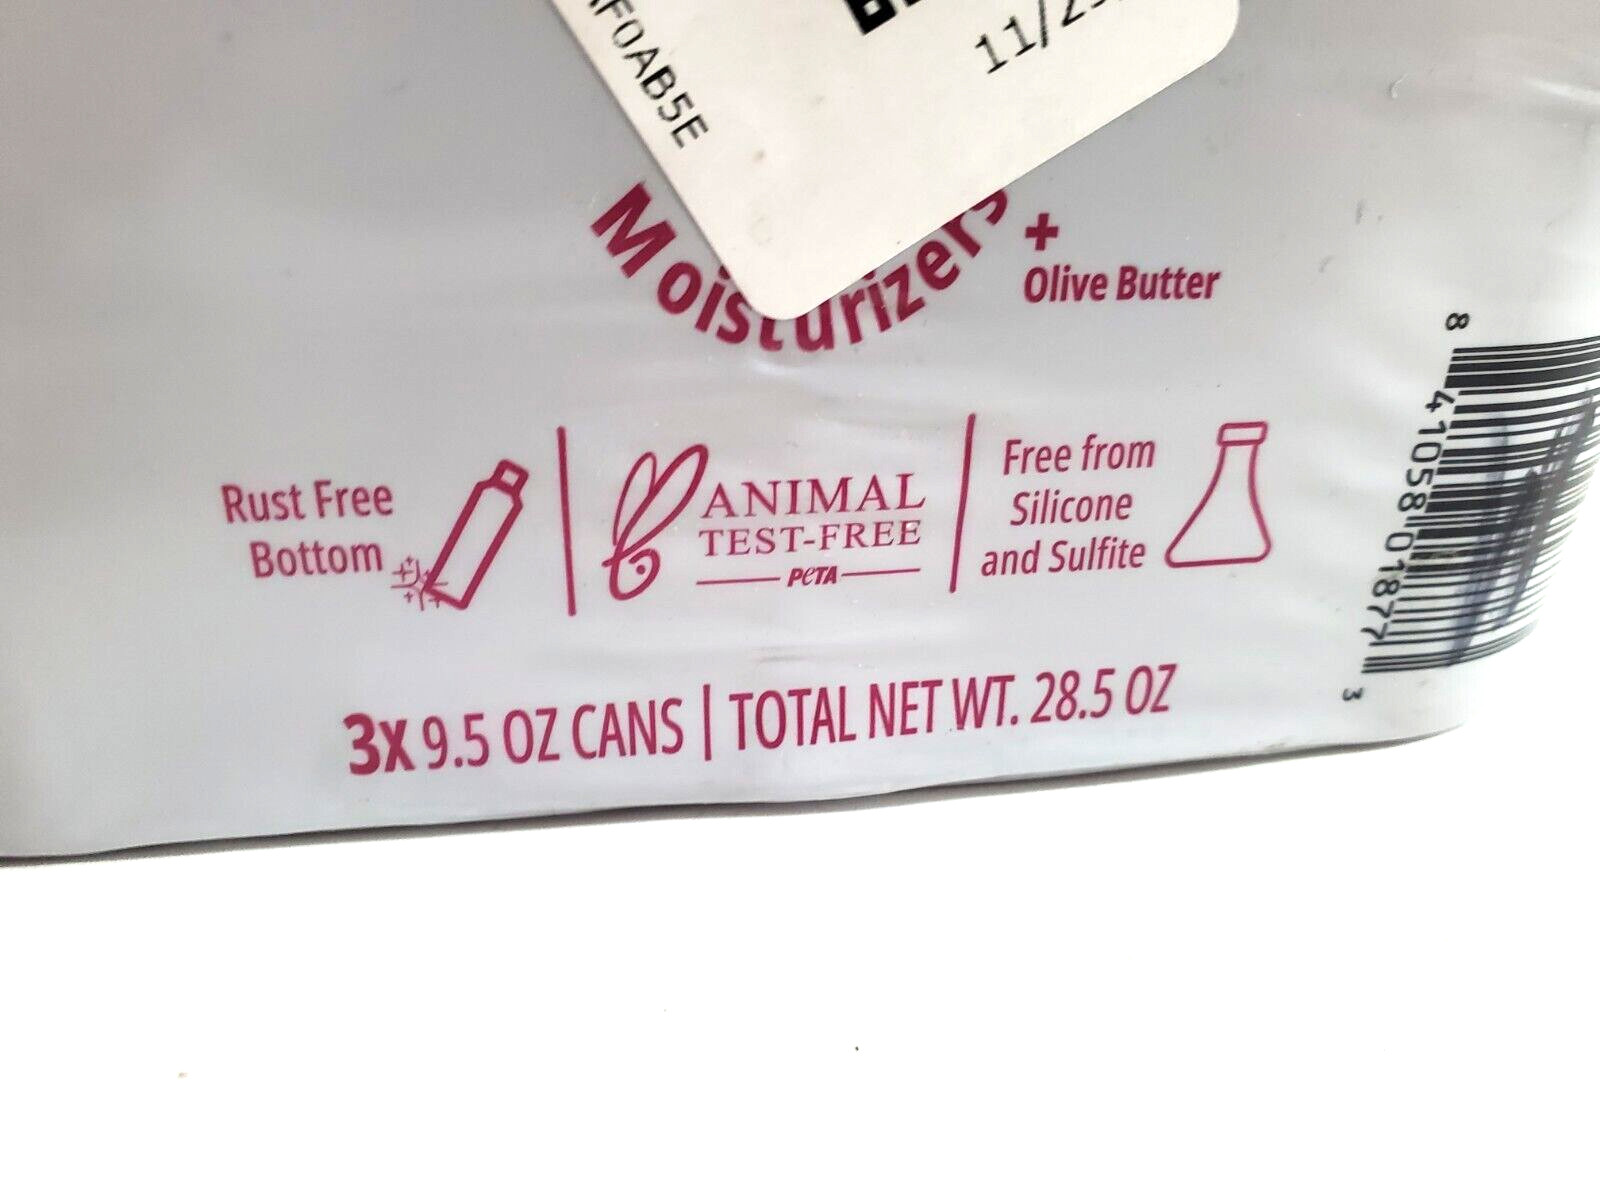 F0AB5E
11/2
Moisturizers
+
Olive Butter
Rust Free
Bottom
ANIMAL
TEST-FREE
PETA
Free from
Silicone
and Sulfite
3X 9.5 OZ CANS | TOTAL NET WT. 28.5 OZ
8 41058 01877 3